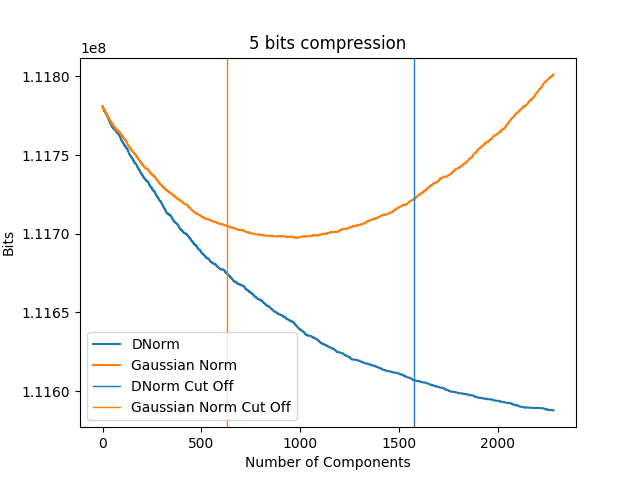 5 bits compression
1e8
1.1180
1.1175
1.1170
1.1165
1.1160
Bits
DNorm
Gaussian Norm
DNorm Cut Off
Gaussian Norm Cut Off
0 500 1000 1500 2000
Number of Components